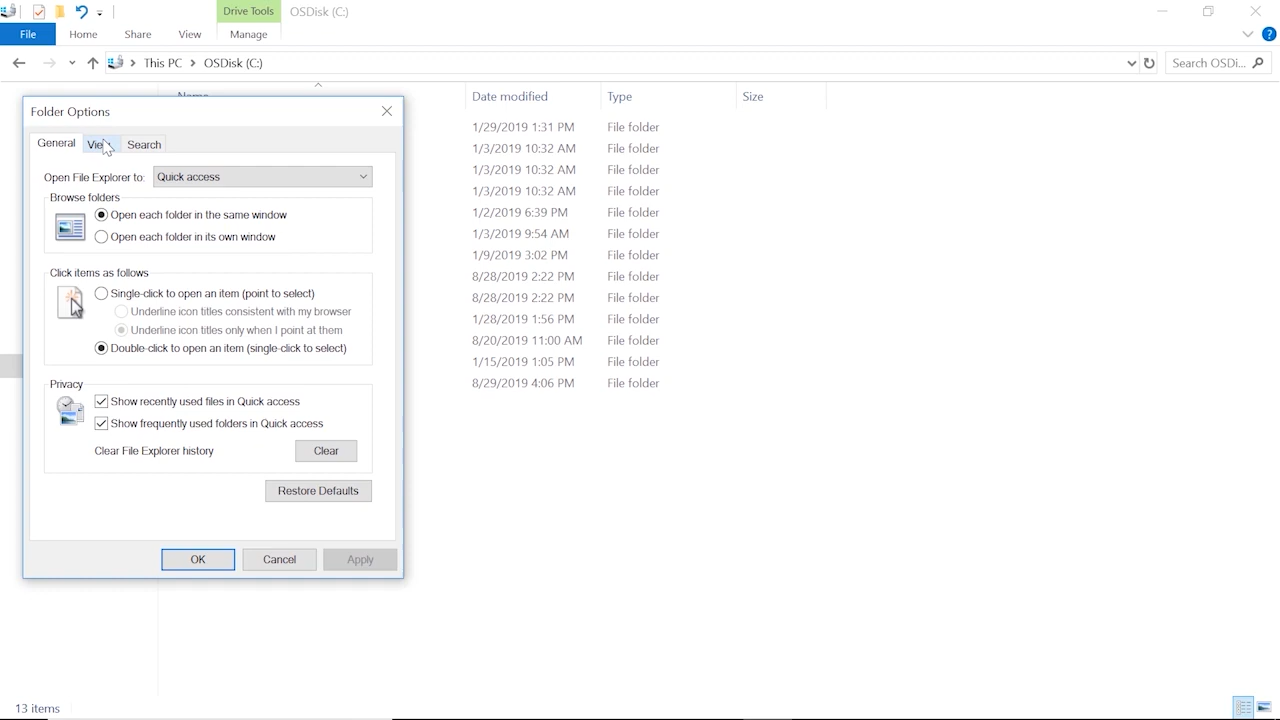 Drive Tools
OSDisk (C:)
File
Home
Share
View
Manage
?
This PC > OSDisk (C:)
Search OSDi...
Date modified
Type
Size
Folder Options
General
Search
Open File Explorer to:
Quick access
Browse folders
Open each folder in the same window
Open each folder in its own window
Click items as follows
Single-click to open an item (point to select)
Underline icon titles consistent with my browser
Underline icon titles only when I point at them
Double-click to open an item (single-click to select)
Privacy
Show recently used files in Quick access
Show frequently used folders in Quick access
Clear File Explorer history
Clear
Restore Defaults
OK
Cancel
Apply
1/29/2019 1:31 PM File folder
1/3/2019 10:32 AM File folder
1/3/2019 10:32 AM File folder
1/3/2019 10:32 AM File folder
1/2/2019 6:39 PM File folder
1/3/2019 9:54 AM File folder
1/9/2019 3:02 PM File folder
8/28/2019 2:22 PM File folder
8/28/2019 2:22 PM File folder
1/28/2019 1:56 PM File folder
8/20/2019 11:00 AM File folder
1/15/2019 1:05 PM File folder
8/29/2019 4:06 PM File folder
13 items